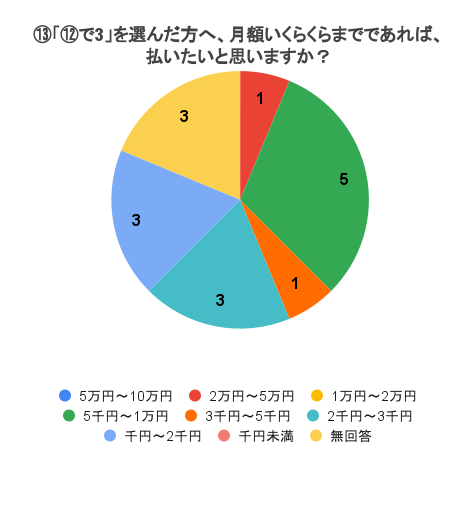 ⑬「⑫で3」を選んだ方へ、月額いくらくらまでであれば、
払いたいと思いますか？
1
3
5
3
1
3
5万円〜10万円 2万円〜5万円 1万円〜2万円
5千円〜1万円 3千円〜5千円 2千円〜3千円
千円〜2千円 千円未満 無回答